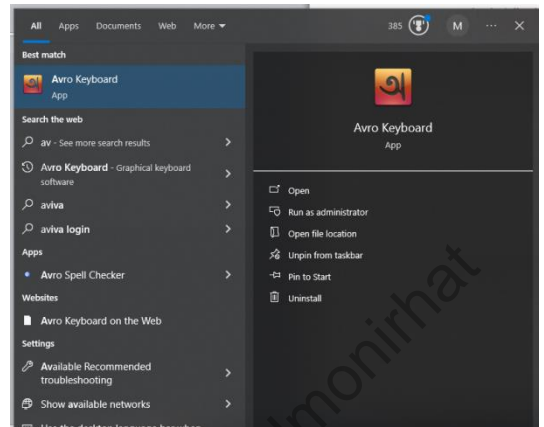 All Apps Documents Web More 385 M
Best match
Avro Keyboard
App
Search the web
av - See more search results
Avro Keyboard - Graphical keyboard
software
aviva
aviva login
Apps
Avro Spell Checker
Websites
Avro Keyboard on the Web
Settings
Available Recommended
troubleshooting
Show available networks
অ
Avro Keyboard
App
Open
Run as administrator
Open file location
Unpin from taskbar
Pin to Start
Uninstall